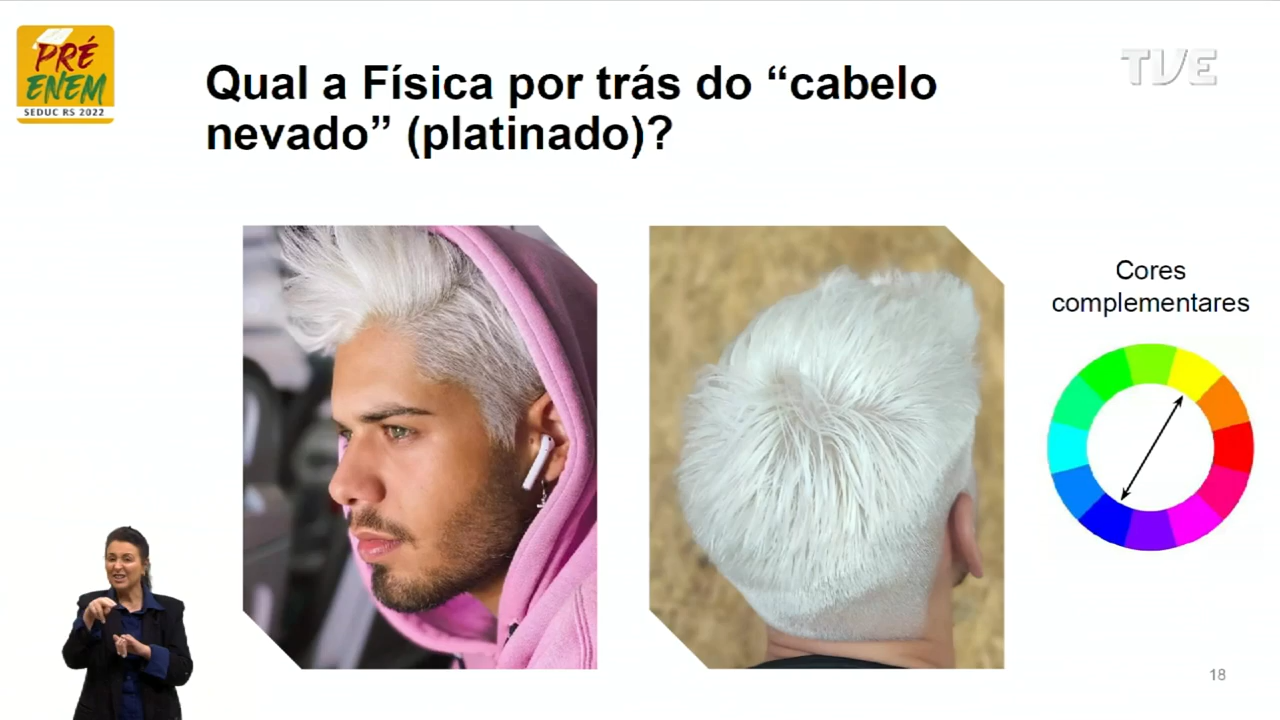 PRÉ
ENEM
SEDUC RS 2022
TVE
Qual a Física por trás do “cabelo
nevado” (platinado)?
Cores
complementares
18